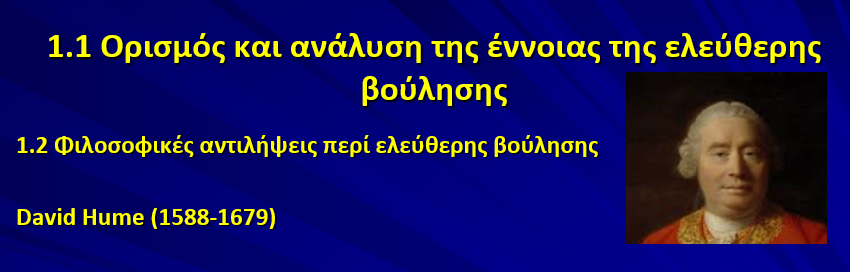 1.1 Ορισμός και ανάλυση της έννοιας της ελεύθερης
βούλησης
1.2 Φιλοσοφικές αντιλήψεις περί ελεύθερης βούλησης
David Hume (1588-1679)